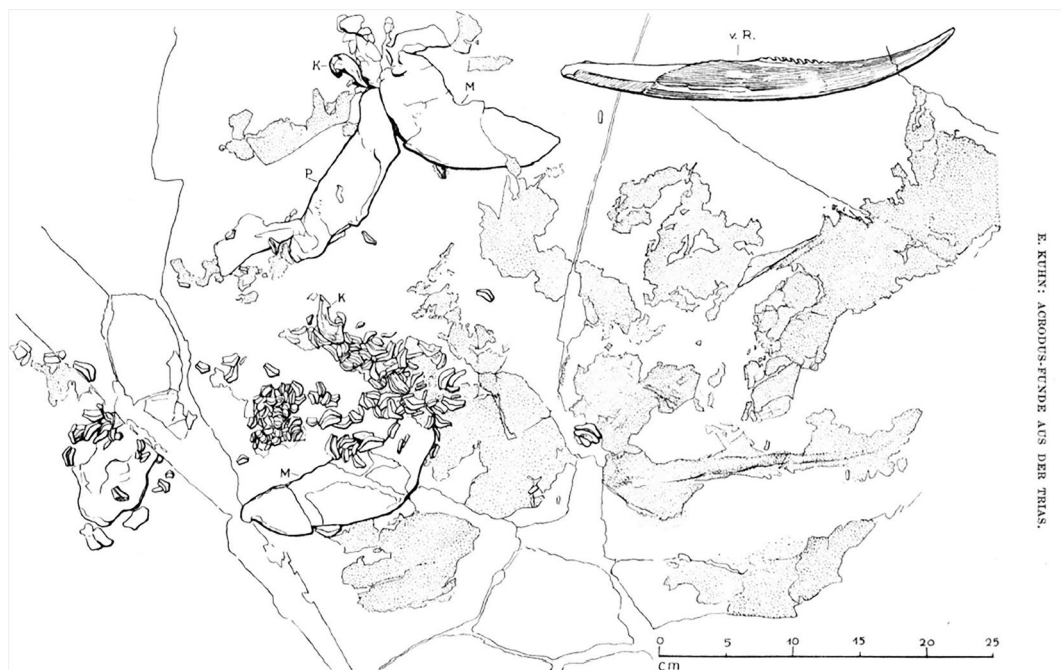 v. R.
K
M
P
K
M
E. KUHN: ACRODUS-FUNDE AUS DER TRIAS.
0 5 10 15 20 25
cm